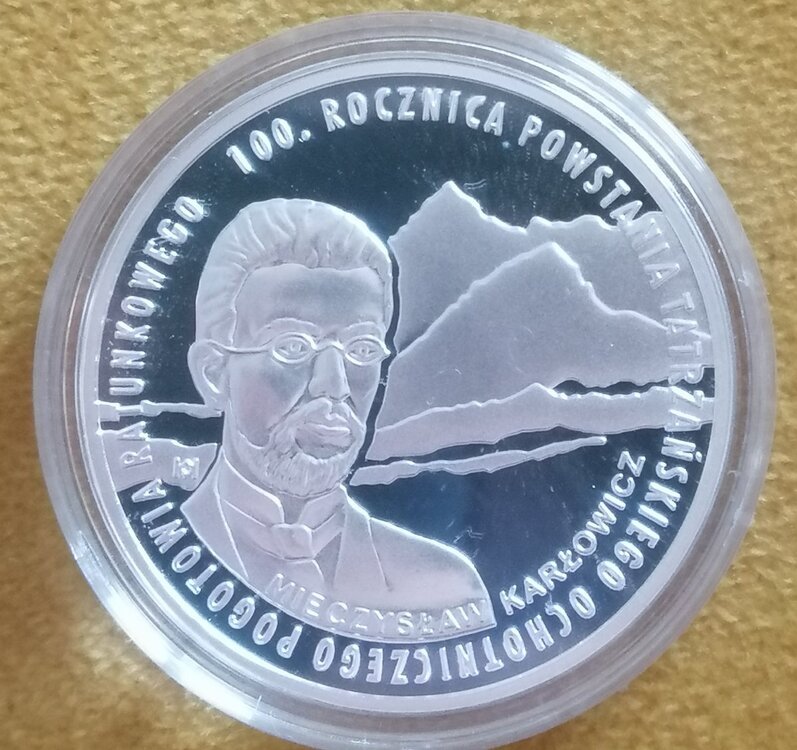 100. ROCZNICA POWSTANIA TATRZAŃSKIEGO OCHOTNICZEGO POGOTOWIA RATUNKOWEGO
MIECZYSŁAW KARŁOWICZ